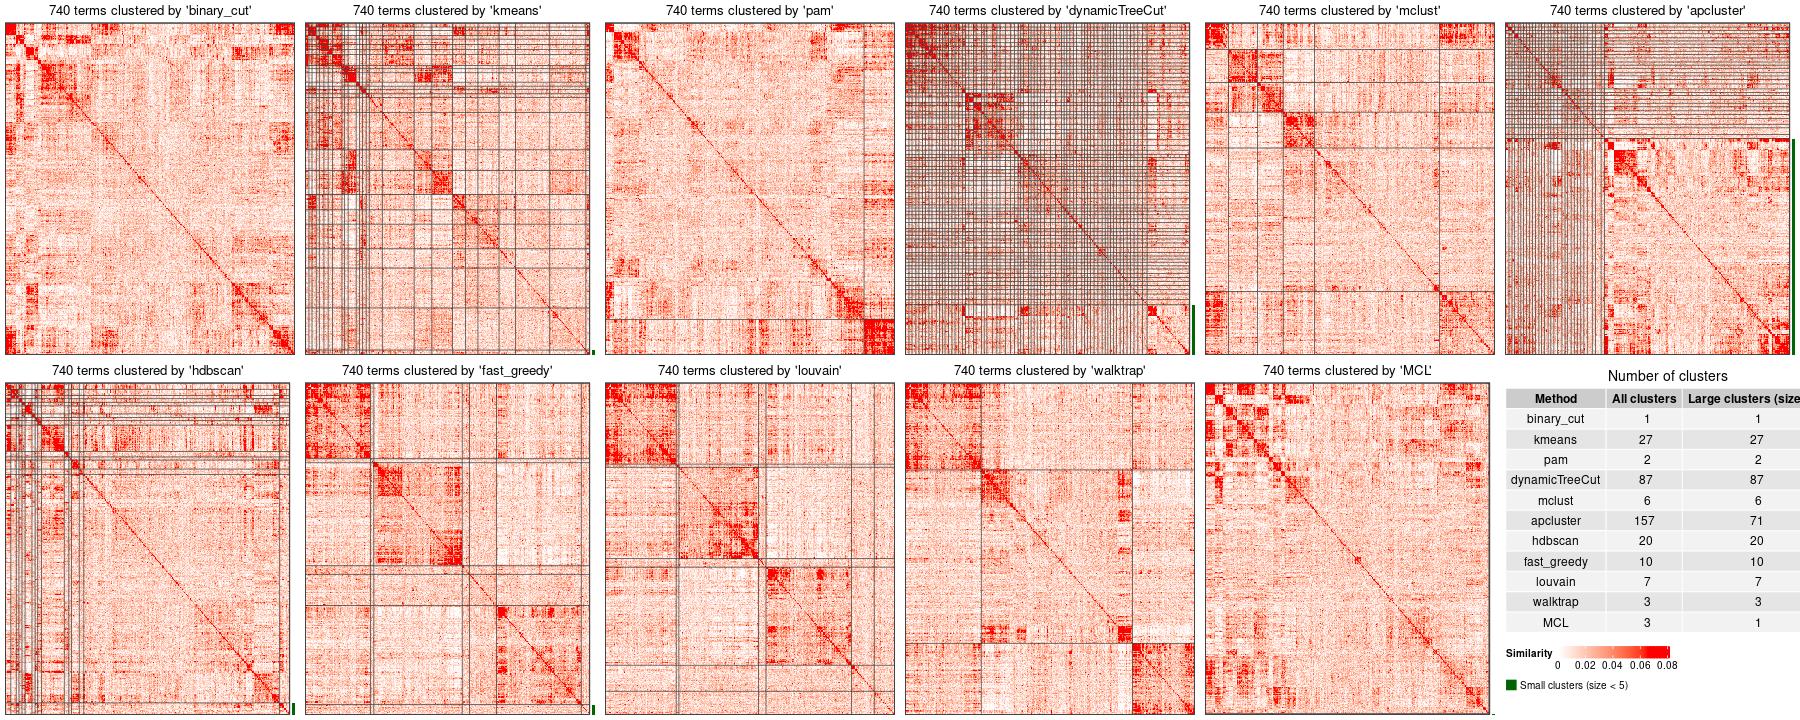 740 terms clustered by 'binary_cut'
740 terms clustered by 'kmeans'
740 terms clustered by 'pam'
740 terms clustered by 'dynamicTreeCut'
740 terms clustered by 'mclust'
740 terms clustered by 'apcluster'
740 terms clustered by 'hdbscan'
740 terms clustered by 'fast_greedy'
740 terms clustered by 'louvain'
740 terms clustered by 'walktrap'
740 terms clustered by 'MCL'
Number of clusters
Method All clusters Large clusters (size
binary_cut 1 1
kmeans 27 27
pam 2 2
dynamicTreeCut 87 87
mclust 6 6
apcluster 157 71
hdbscan 20 20
fast_greedy 10 10
louvain 7 7
walktrap 3 3
MCL 3 1
Similarity
0 0.02 0.04 0.06 0.08
Small clusters (size < 5)